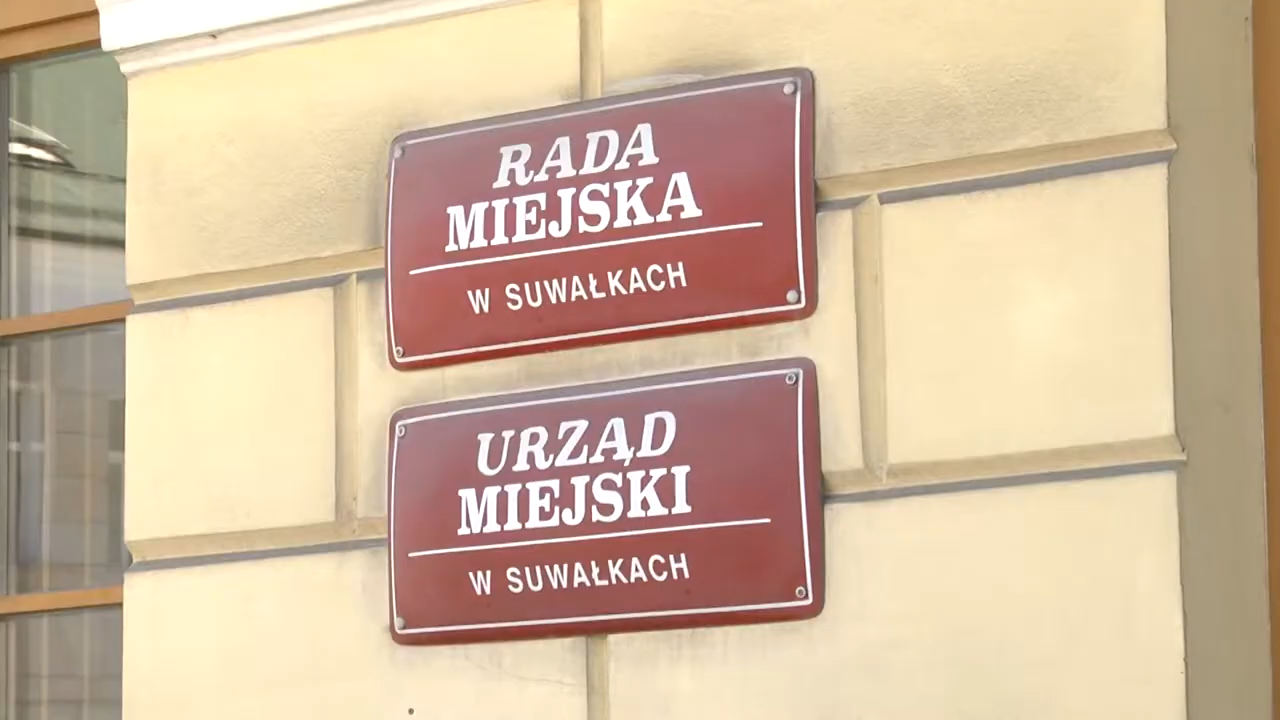 RADA
MIEJSKA
W SUWAŁKACH
URZĄD
MIEJSKI
W SUWAŁKACH